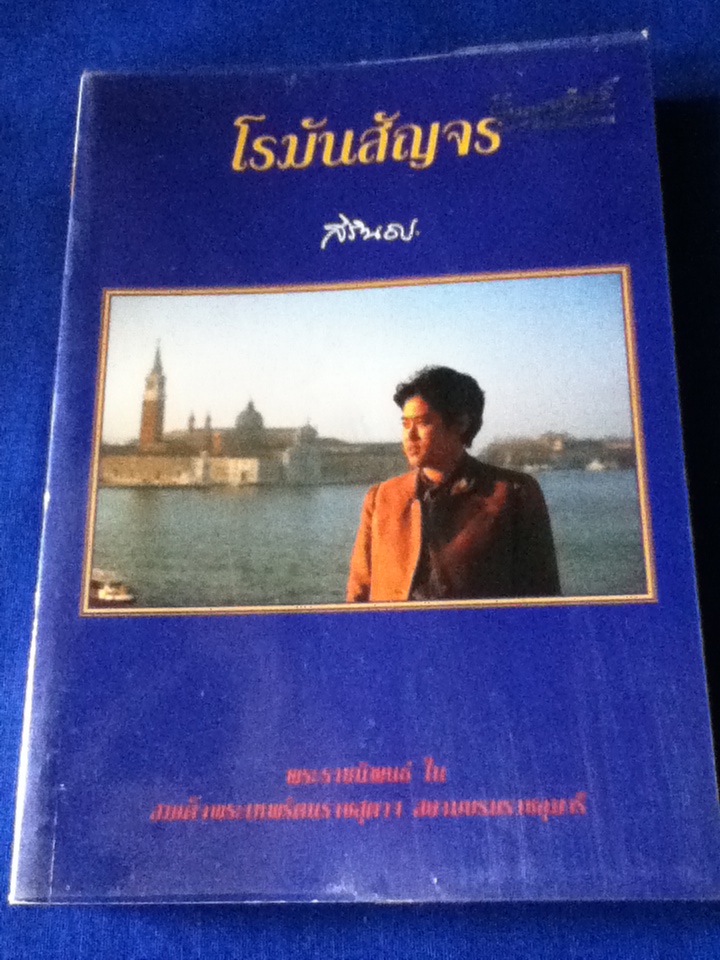 โรมันสัญจร
สิรินธร
พระราชนิพนธ์ ใน
สมเด็จพระเทพรัตนราชสุดาฯ สยามบรมราชกุมารี